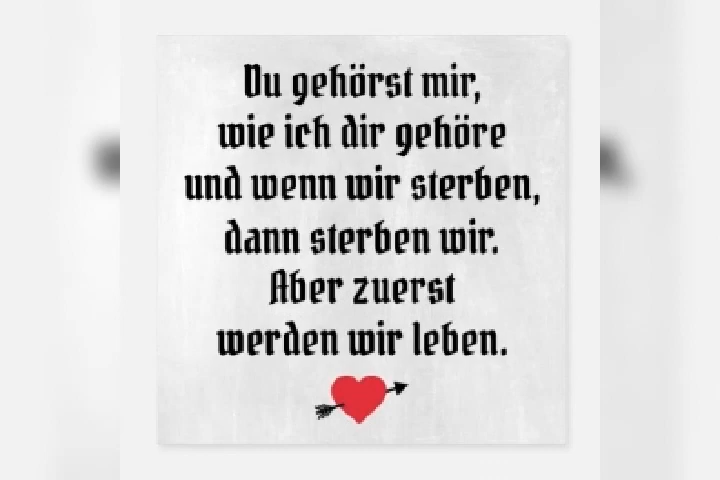 Du gehörst mir,
wie ich dir gehöre
und wenn wir sterben,
dann sterben wir.
Aber zuerst
werden wir leben.